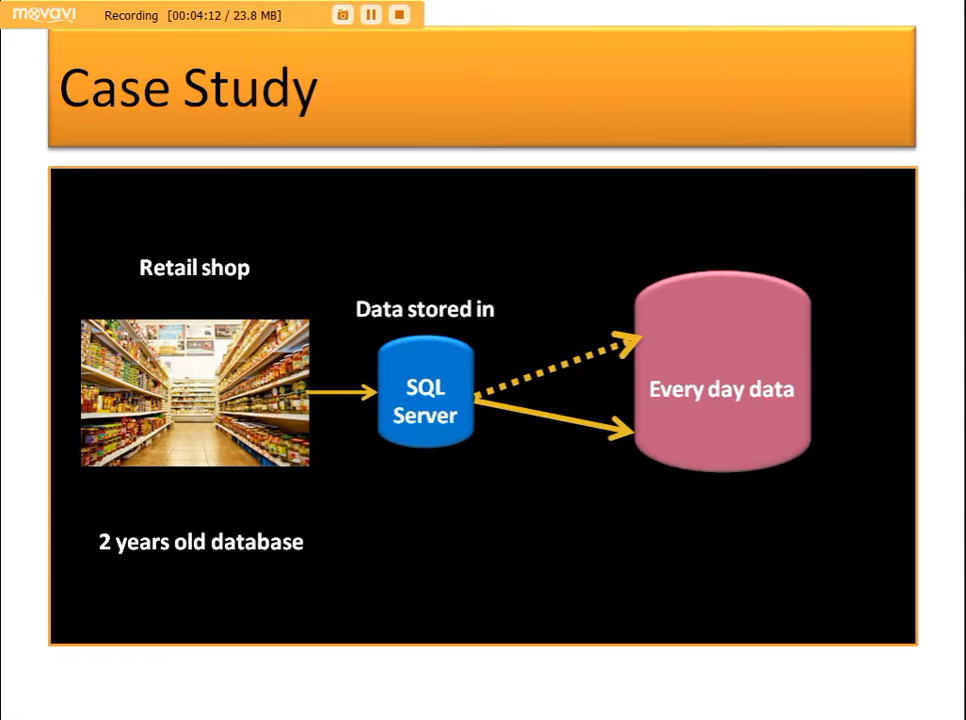 movavi
Recording [00:04:12 / 23.8 MB]
Case Study
Retail shop
Data stored in
SQL
Server
Every day data
2 years old database